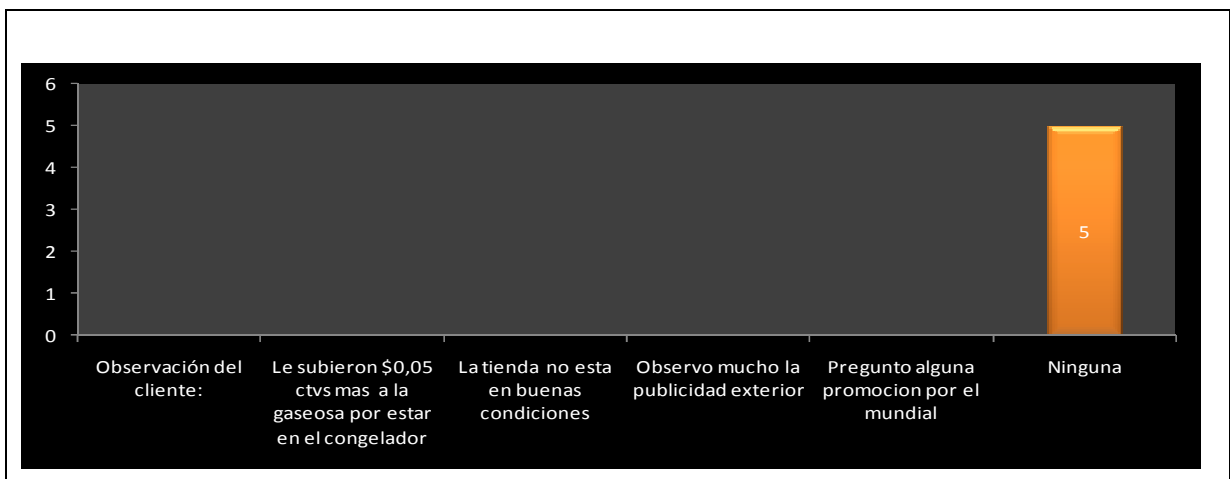 6
5
4
3
2
1
0
5
Observación del
cliente:
Le subieron $0,05
ctvs mas a la
gaseosa por estar
en el congelador
La tienda no esta
en buenas
condiciones
Observo mucho la
publicidad exterior
Pregunto alguna
promocion por el
mundial
Ninguna